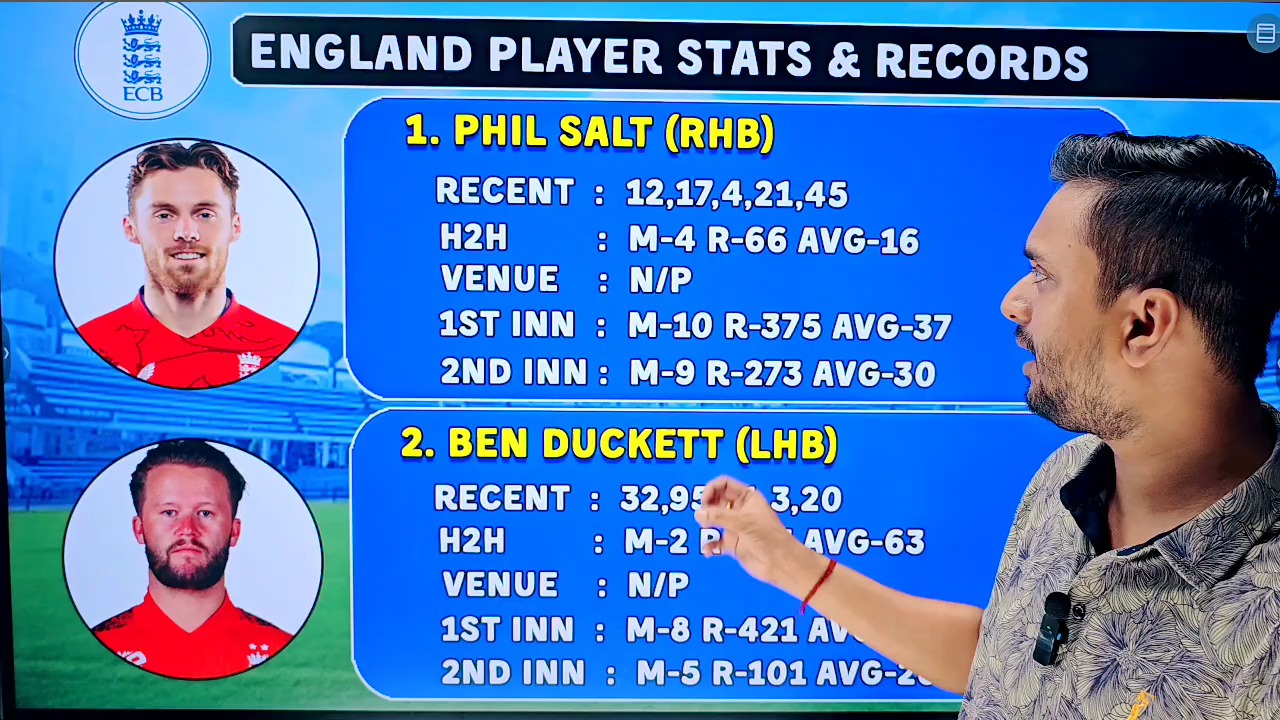 ECB
ENGLAND PLAYER STATS & RECORDS
1. PHIL SALT (RHB)
RECENT : 12,17,4,21,45
H2H : M-4 R-66 AVG-16
VENUE : N/P
1ST INN : M-10 R-375 AVG-37
2ND INN : M-9 R-273 AVG-30
2. BEN DUCKETT (LHB)
RECENT : 32,95 3,20
H2H : M-2 AVG-63
VENUE : N/P
1ST INN : M-8 R-421
2ND INN : M-5 R-101